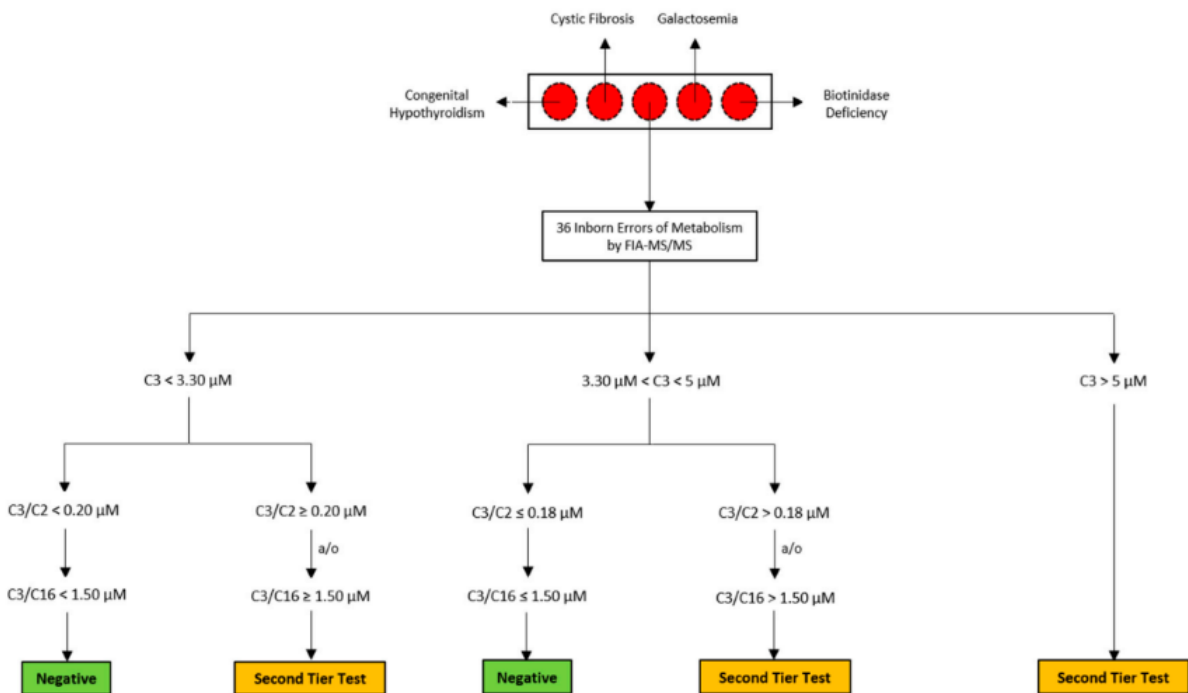 Cystic Fibrosis
Galactosemia
Congenital
Hypothyroidism
Biotinidase
Deficiency
36 Inborn Errors of Metabolism
by FIA-MS/MS
C3 < 3.30 μM
3.30 μM < C3 < 5 μM
C3 > 5 μM
C3/C2 < 0.20 μM
C3/C2 ≥ 0.20 μM
C3/C2 ≤ 0.18 μM
C3/C2 > 0.18 μM
a/o
a/o
C3/C16 < 1.50 μM
C3/C16 ≥ 1.50 μM
C3/C16 ≤ 1.50 μM
C3/C16 > 1.50 μM
Negative
Second Tier Test
Negative
Second Tier Test
Second Tier Test